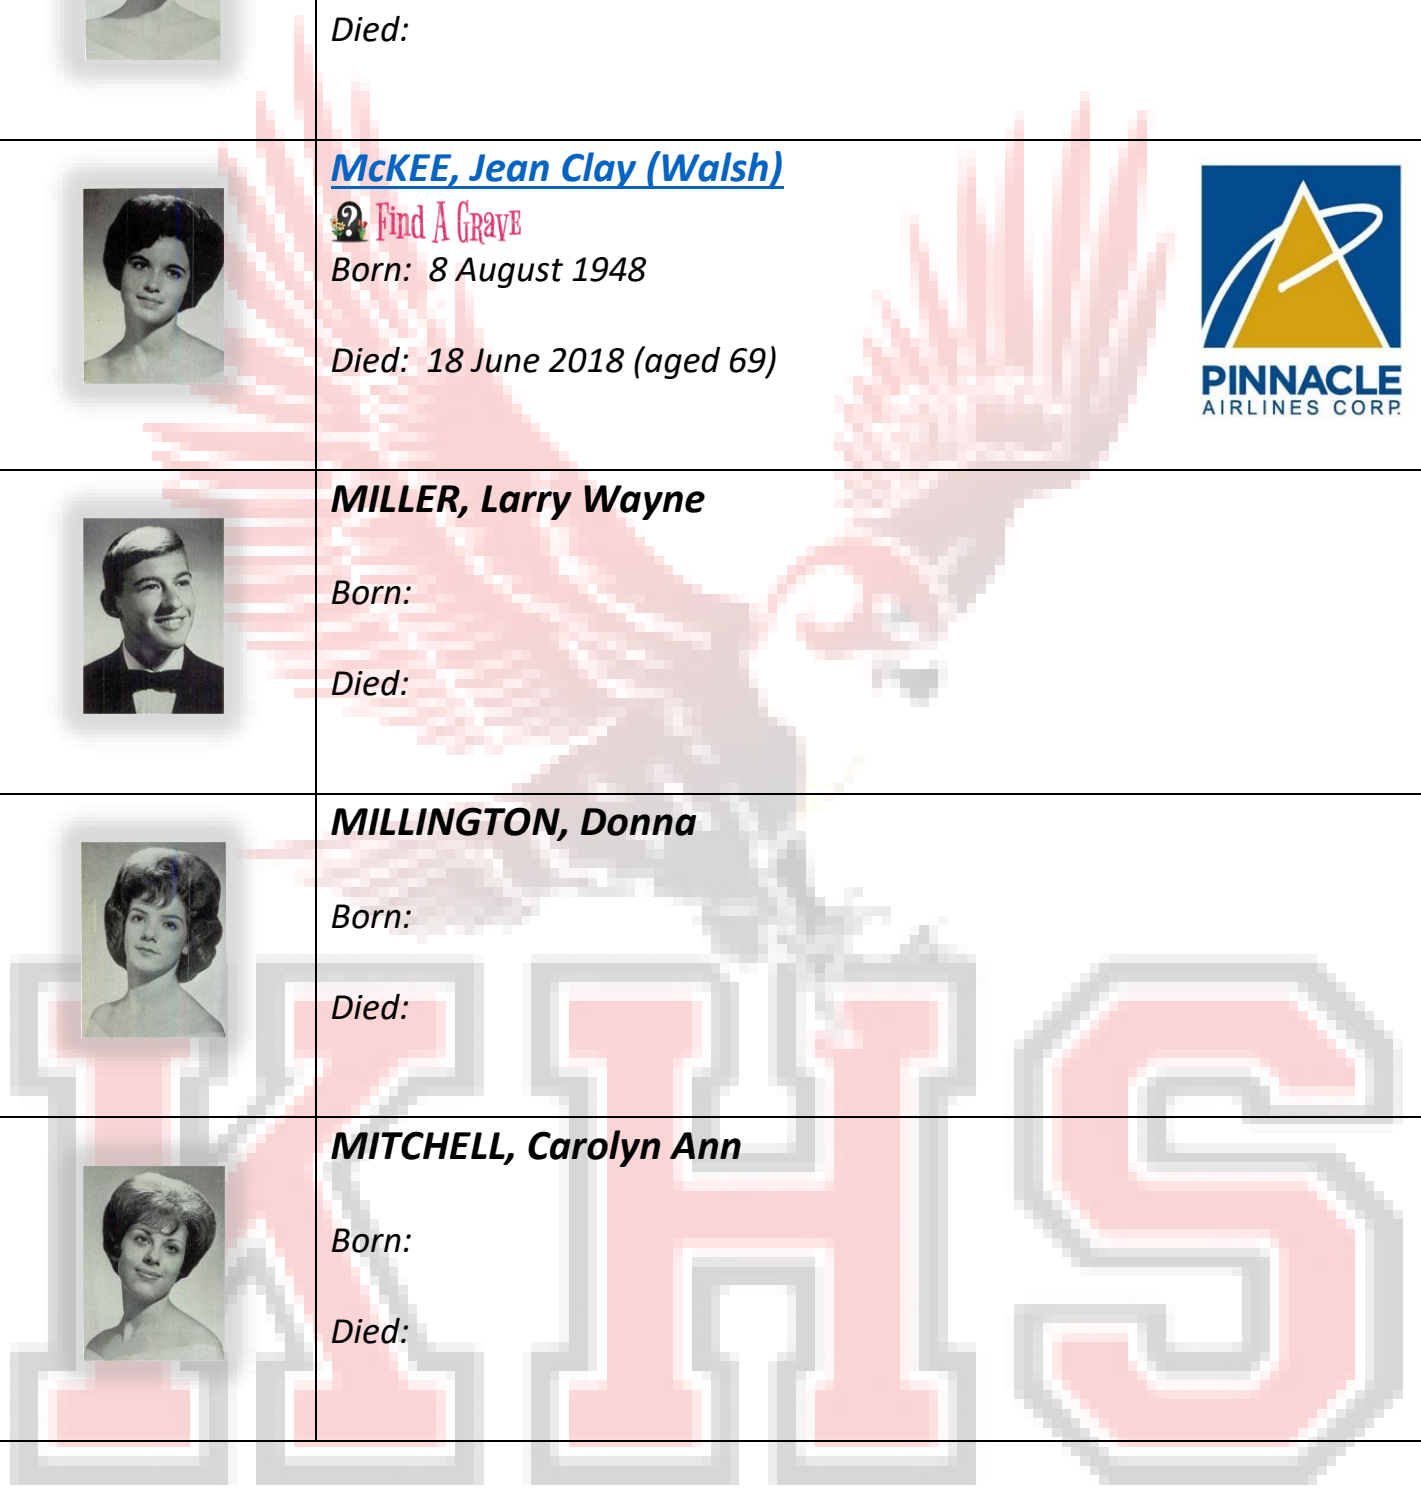 Died:
McKEE, Jean Clay (Walsh)
Find A Grave
Born: 8 August 1948
Died: 18 June 2018 (aged 69)
PINNACLE
AIRLINES CORP.
MILLER, Larry Wayne
Born:
Died:
MILLINGTON, Donna
Born:
Died:
MITCHELL, Carolyn Ann
Born:
Died:
KHS